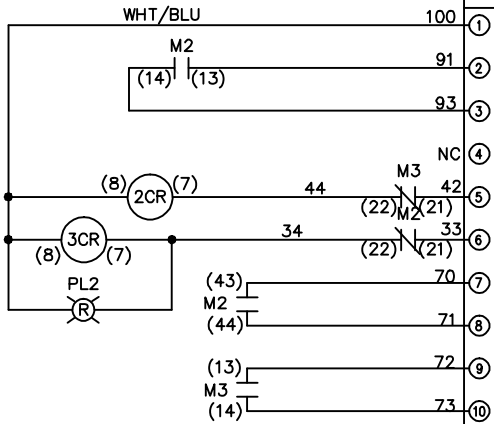 WHT/BLU 100 1
M2
(14) (13) 91 2
93 3
NC 4
M3
(8) 2CR (7) 44 (22) (21) 42 5
M2
(8) 3CR (7) 34 (22) (21) 33 6
PL2
R
(43) 70 7
M2
(44) 71 8
(13) 72 9
M3
(14) 73 10